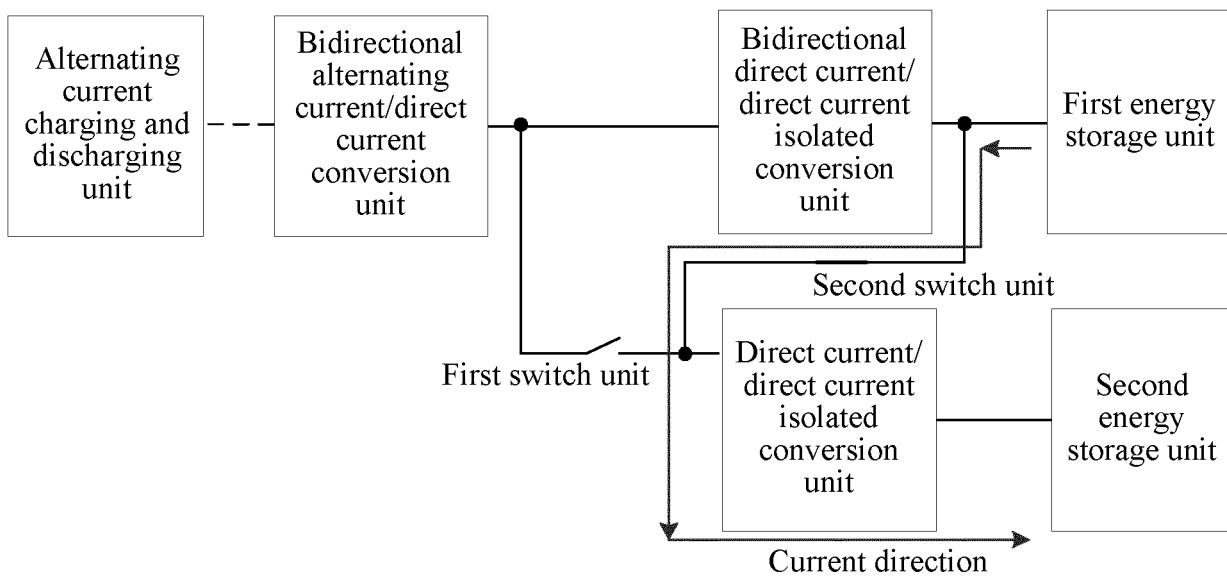 Alternating
current
charging and
discharging
unit
Bidirectional
alternating
current/direct
current
conversion
unit
Bidirectional
direct current/
direct current
isolated
conversion
unit
First energy
storage unit
Second switch unit
First switch unit
Direct current/
direct current
isolated
conversion
unit
Second
energy
storage unit
Current direction